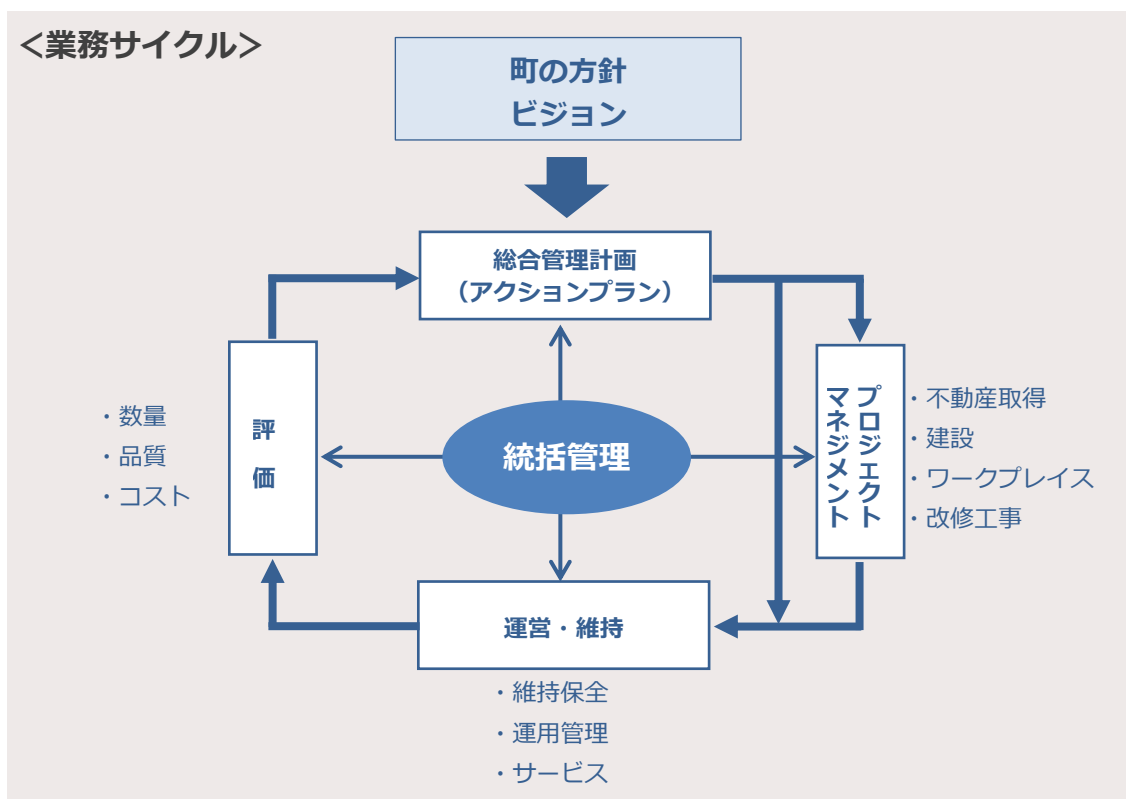 ＜業務サイクル＞
町の方針
ビジョン
総合管理計画
（アクションプラン）
評価
・数量
・品質
・コスト
統括管理
プロジェクト
マネジメント
・不動産取得
・建設
・ワークプレイス
・改修工事
運営・維持
・維持保全
・運用管理
・サービス